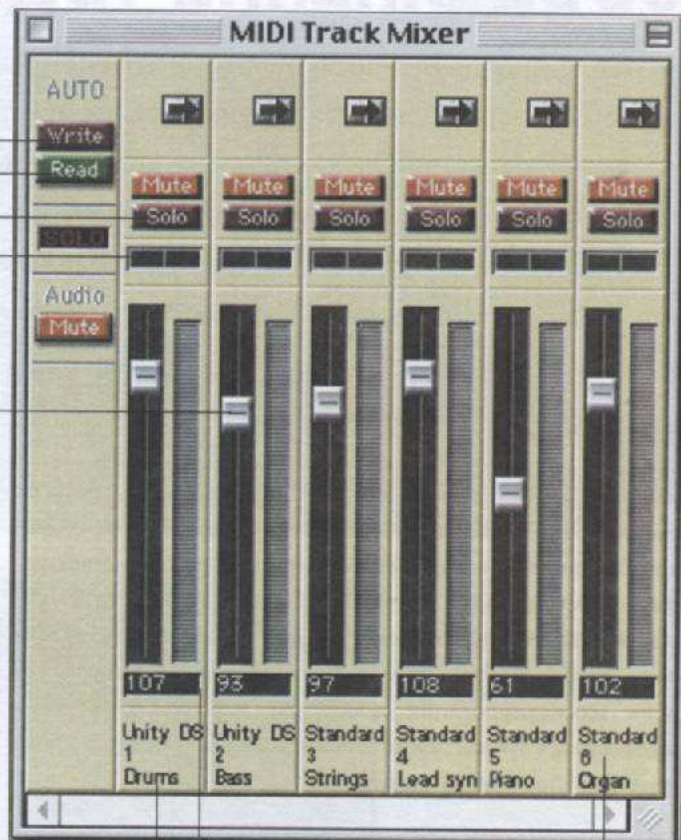 MIDI Track Mixer
AUTO
Write
Read
SOLO
Audio
Mute
Mute Mute Mute Mute Mute Mute
Solo Solo Solo Solo Solo Solo
107 93 97 108 61 102
Unity DS Unity DS Standard Standard Standard Standard
1 2 3 4 5 6
Drums Bass Strings Lead syn Piano Organ